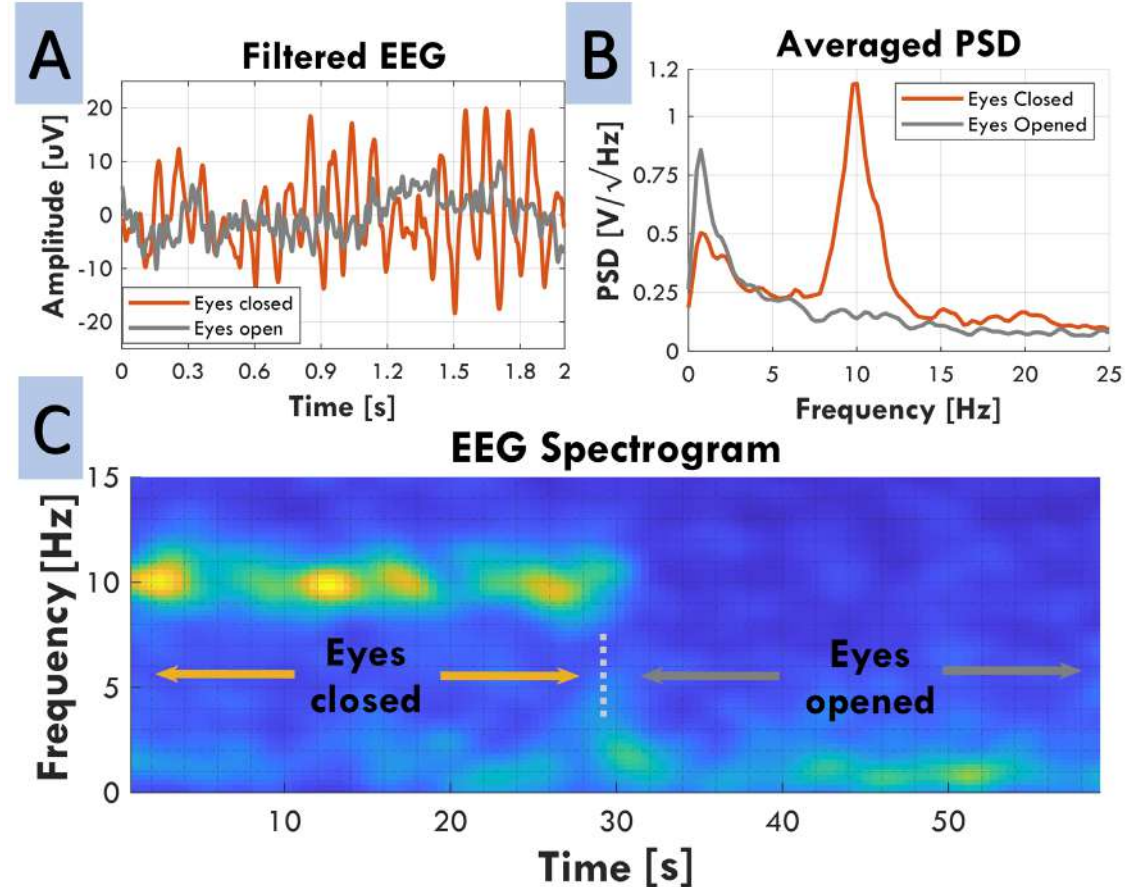 A
Filtered EEG
Amplitude [uV]
20
10
0
-10
-20
Eyes closed
Eyes open
0 0.3 0.6 0.9 1.2 1.5 1.8 2
Time [s]
B
Averaged PSD
PSD [V/√Hz]
1.2
1
0.75
0.5
0.25
0
Eyes Closed
Eyes Opened
0 5 10 15 20 25
Frequency [Hz]
C
EEG Spectrogram
Frequency [Hz]
15
10
5
0
Eyes
closed
Eyes
opened
10 20 30 40 50
Time [s]